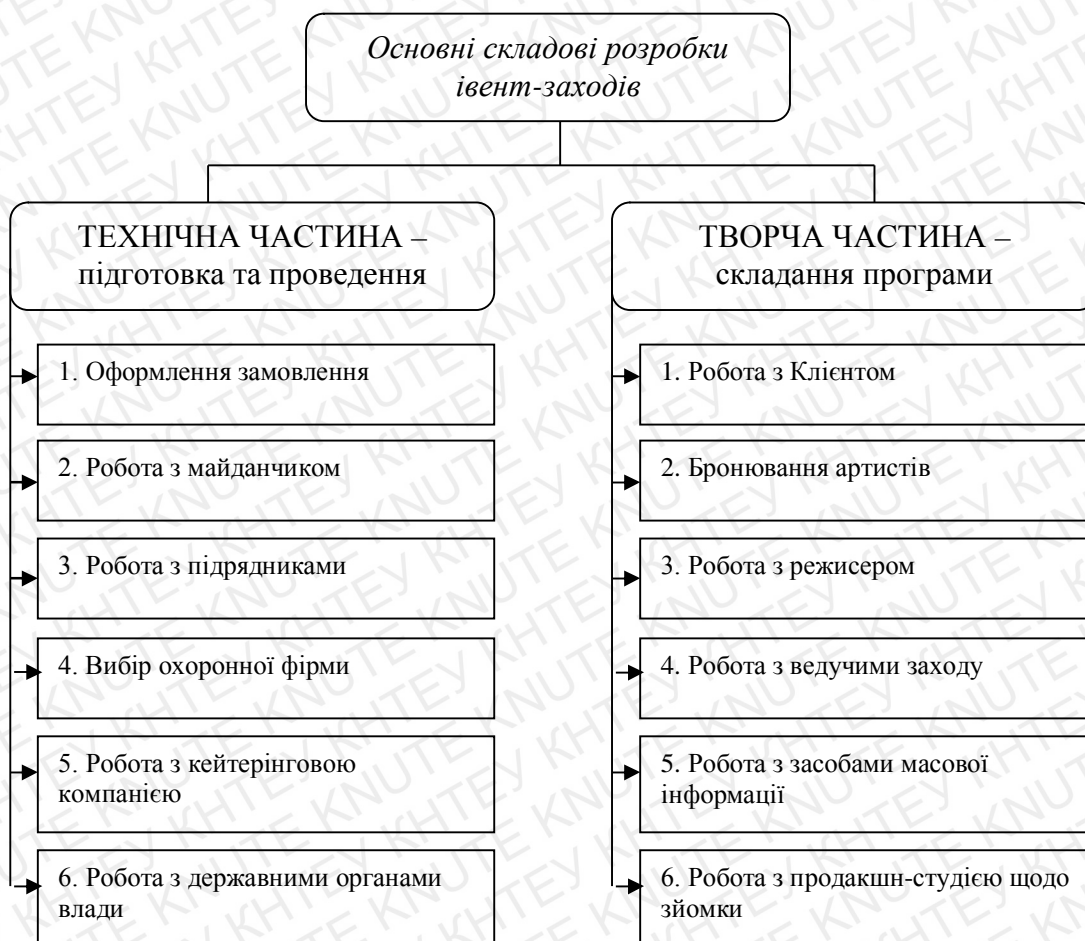 Основні складові розробки
івент-заходів
ТЕХНІЧНА ЧАСТИНА –
підготовка та проведення
1. Оформлення замовлення
2. Робота з майданчиком
3. Робота з підрядниками
4. Вибір охоронної фірми
5. Робота з кейтерінговою
компанією
6. Робота з державними органами
влади
ТВОРЧА ЧАСТИНА –
складання програми
1. Робота з Клієнтом
2. Бронювання артистів
3. Робота з режисером
4. Робота з ведучими заходу
5. Робота з засобами масової
інформації
6. Робота з продакшн-студією щодо
зйомки